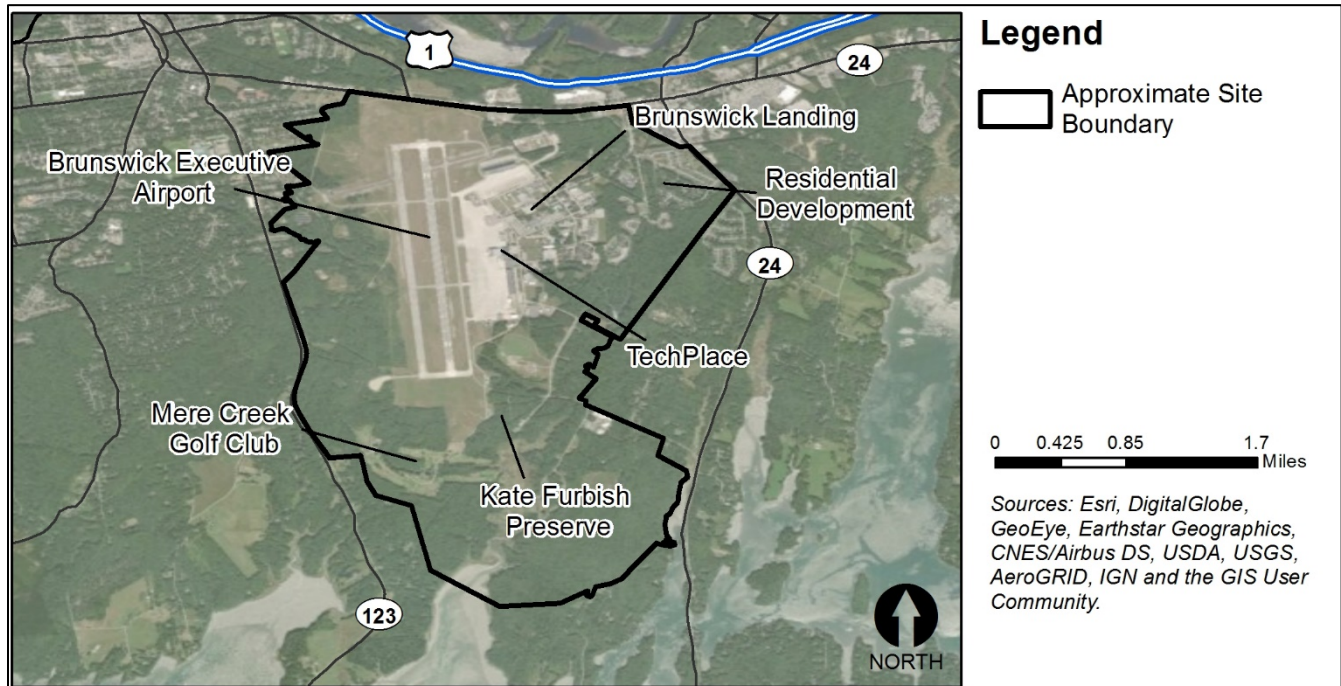 1
24
Brunswick Landing
Brunswick Executive
Airport
Residential
Development
24
TechPlace
Mere Creek
Golf Club
Kate Furbish
Preserve
123
NORTH
Legend
Approximate Site
Boundary
0 0.425 0.85 1.7
Miles
Sources: Esri, DigitalGlobe,
GeoEye, Earthstar Geographics,
CNES/Airbus DS, USDA, USGS,
AeroGRID, IGN and the GIS User
Community.